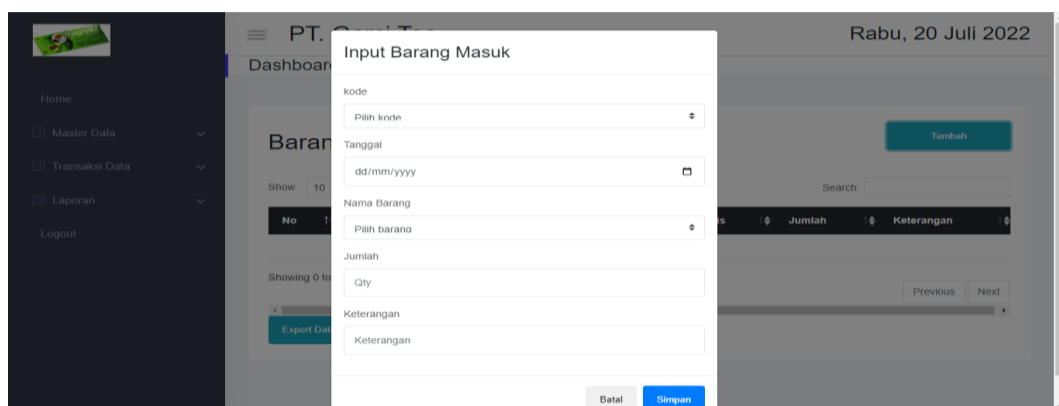 PT.
Rabu, 20 Juli 2022
Dashboar
Home
Master Data
Transaksi Data
Laporan
Logout
Input Barang Masuk
kode
Pilih kode
Tanggal
dd/mm/yyyy
Nama Barang
Pilih barang
Jumlah
Qty
Keterangan
Keterangan
Batal Simpan
Baran
Tambah
Show 10
Search:
No
is Jumlah Keterangan
Showing 0 to
Previous Next
Export Dat